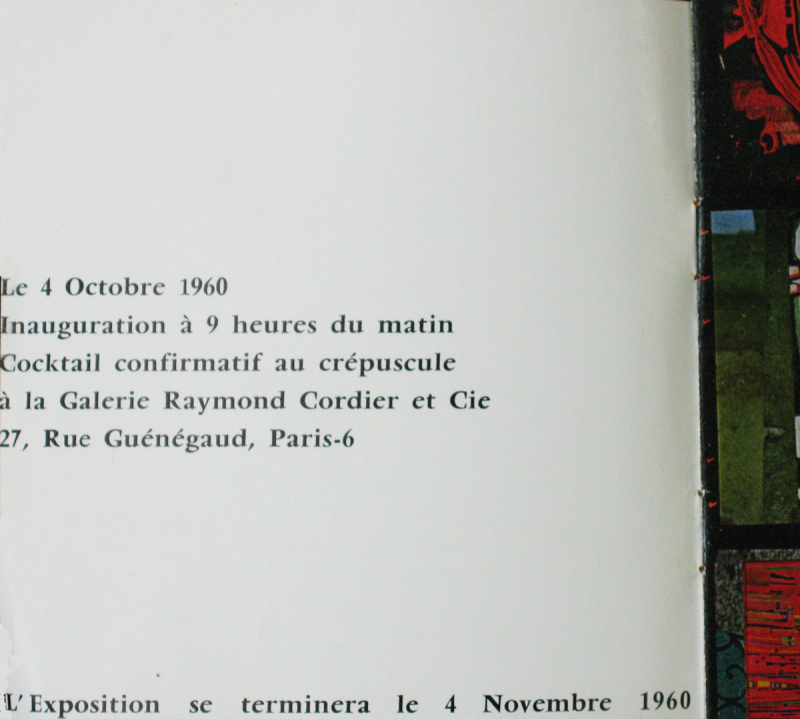 Le 4 Octobre 1960
Inauguration à 9 heures du matin
Cocktail confirmatif au crépuscule
à la Galerie Raymond Cordier et Cie
27, Rue Guénégaud, Paris-6
L'Exposition se terminera le 4 Novembre 1960